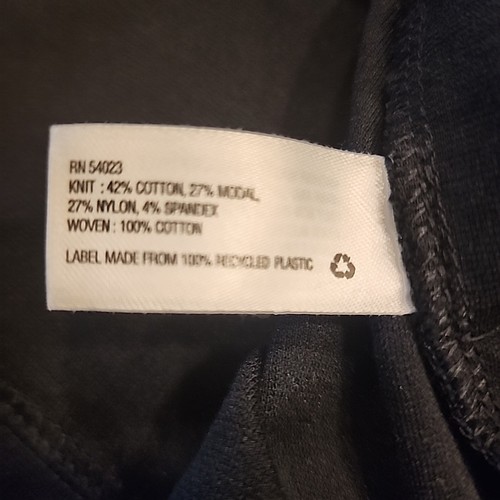 RN 54023
KNIT : 42% COTTON, 27% MODAL,
27% NYLON, 4% SPANDEX
WOVEN : 100% COTTON
LABEL MADE FROM 100% RECYCLED PLASTIC